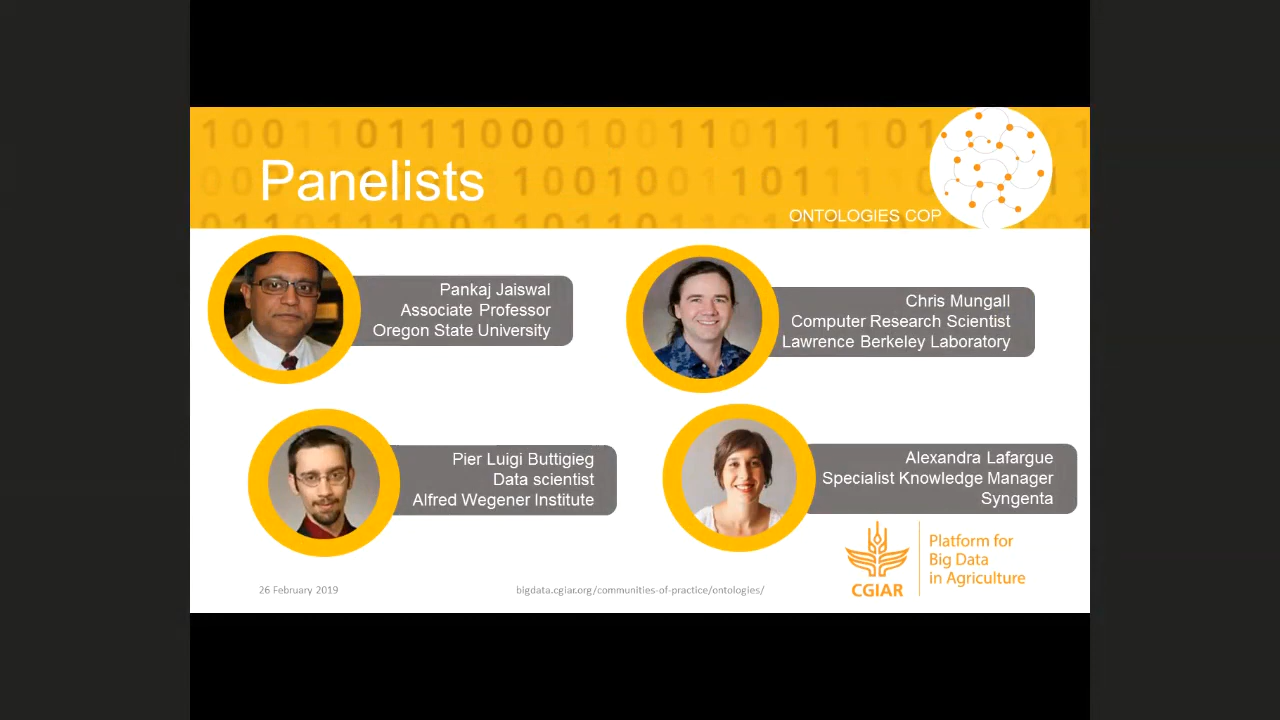 Panelists
ONTOLOGIES COP
Pankaj Jaiswal
Associate Professor
Oregon State University
Chris Mungall
Computer Research Scientist
Lawrence Berkeley Laboratory
Pier Luigi Buttigieg
Data scientist
Alfred Wegener Institute
Alexandra Lafargue
Specialist Knowledge Manager
Syngenta
26 February 2019
bigdata.cgiar.org/communities-of-practice/ontologies/
CGIAR
Platform for
Big Data
in Agriculture